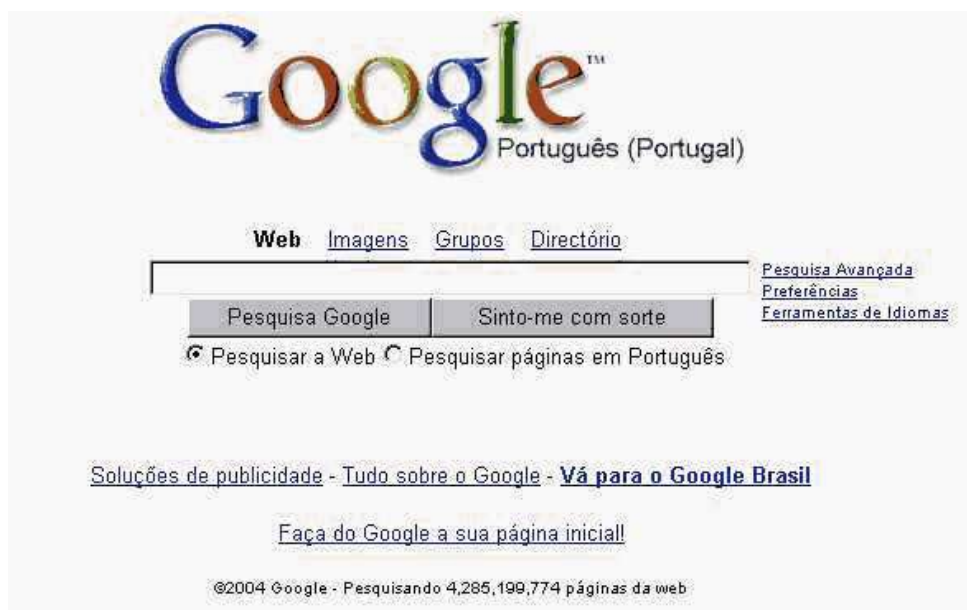 Google™
Português (Portugal)
Web Imagens Grupos Directório
Pesquisa Avançada
Preferências
Ferramentas de Idiomas
Pesquisa Google Sinto-me com sorte
Pesquisar a Web Pesquisar páginas em Português
Soluções de publicidade - Tudo sobre o Google - Vá para o Google Brasil
Faça do Google a sua página inicial!
©2004 Google - Pesquisando 4,285,199,774 páginas da web